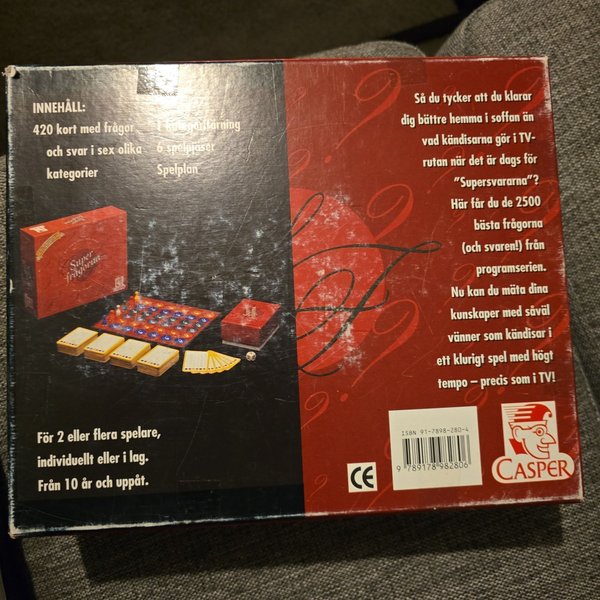 INNEHÅLL:
420 kort med frågor
och svar i sex olika
kategorier
1 kategoritärning
6 spelpjäser
Spelplan
Super
frågorna
För 2 eller flera spelare,
individuellt eller i lag.
Från 10 år och uppåt.
Så du tycker att du klarar
dig bättre hemma i soffan än
vad kändisarna gör i TV-
rutan när det är dags för
"Supersvararna"?
Här får du de 2500
bästa frågorna
(och svaren!) från
programserien.
Nu kan du mäta dina
kunskaper med såväl
vänner som kändisar i
ett klurigt spel med högt
tempo – precis som i TV!
ISBN 91-7898-280-4
9 789178 982806
CE
CASPER